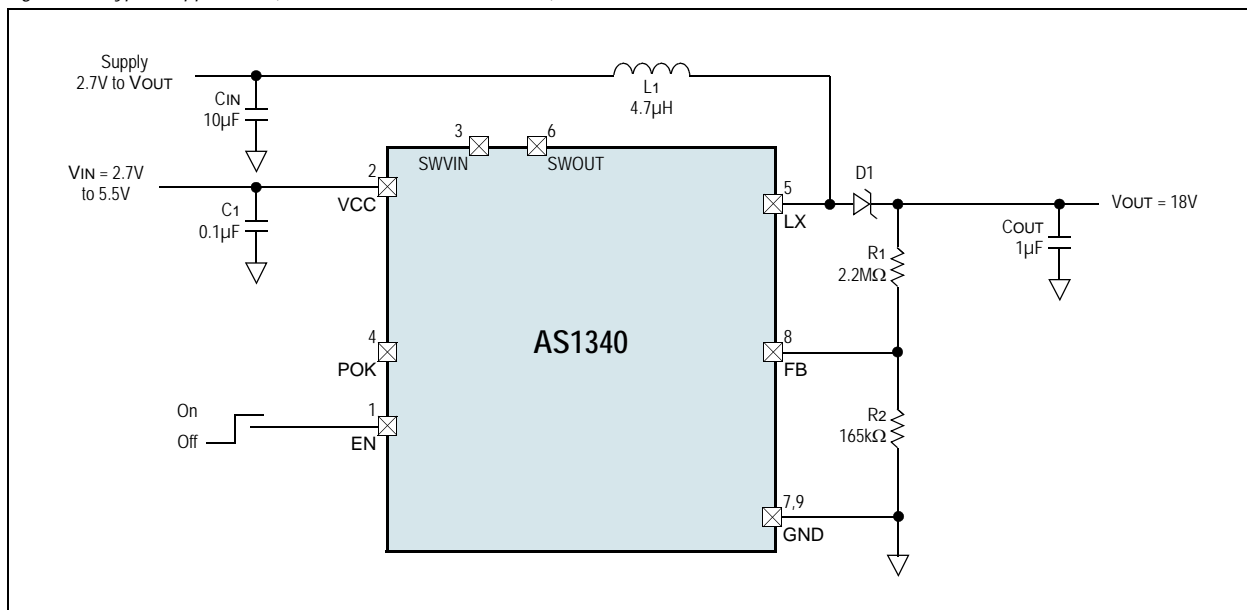 Supply
2.7V to VOUT
CIN
10µF
L1
4.7µH
3
SWVIN
6
SWOUT
VIN = 2.7V
to 5.5V
2
VCC
C1
0.1µF
5
LX
D1
VOUT = 18V
COUT
1µF
R1
2.2MΩ
AS1340
4
POK
8
FB
On
Off
1
EN
R2
165kΩ
7,9
GND